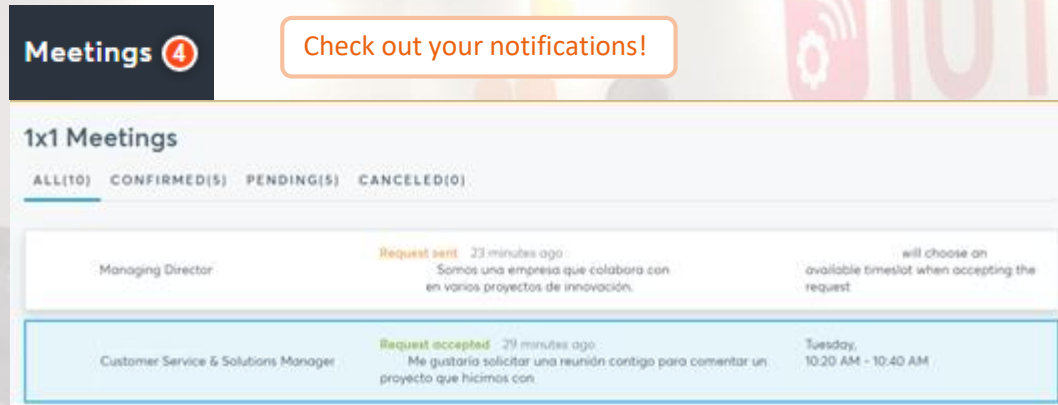 Meetings 4
Check out your notifications!
1x1 Meetings
ALL(10) CONFIRMED(5) PENDING(5) CANCELED(0)
Managing Director
Request sent 23 minutes ago
Somos una empresa que colabora con
en varios proyectos de innovación.
will choose an
available timeslot when accepting the
request
Customer Service & Solutions Manager
Request accepted 29 minutes ago
Me gustaría solicitar una reunión contigo para comentar un
proyecto que hicimos con
Tuesday,
10:20 AM - 10:40 AM